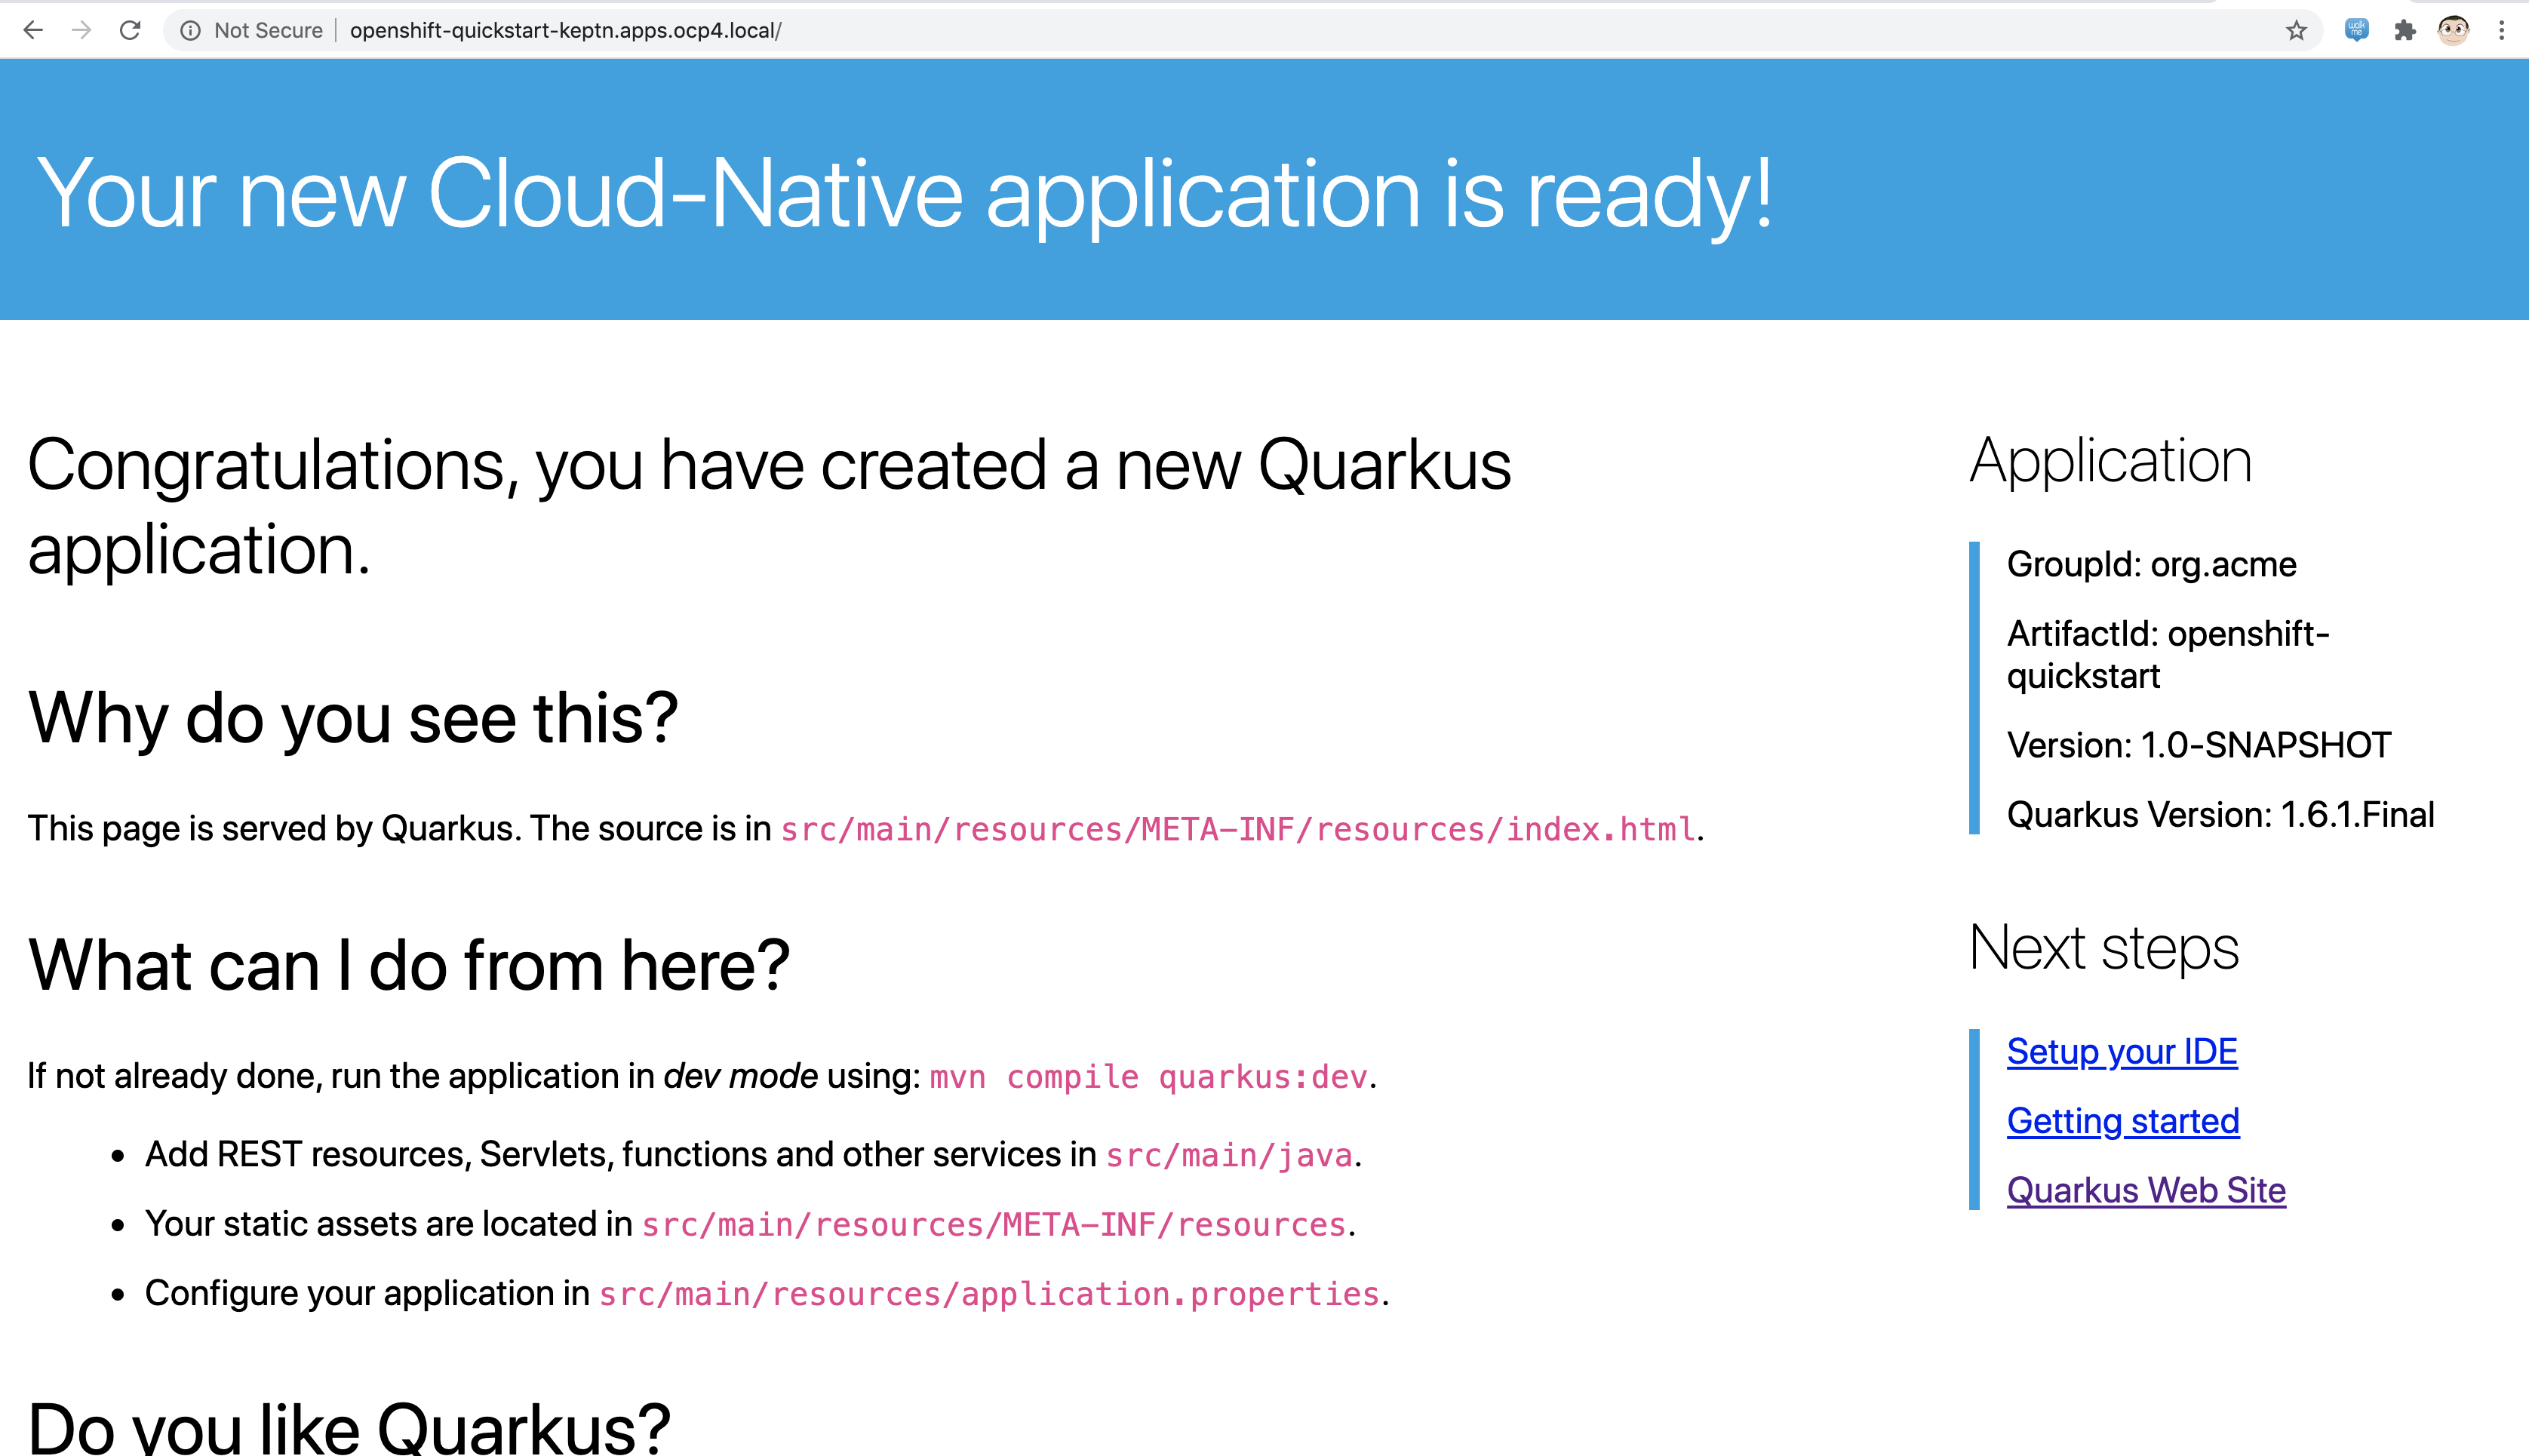 Not Secure openshift-quickstart-keptn.apps.ocp4.local/
walk
me
Your new Cloud-Native application is ready!
Congratulations, you have created a new Quarkus
application.
Why do you see this?
This page is served by Quarkus. The source is in src/main/resources/META-INF/resources/index.html.
What can I do from here?
If not already done, run the application in dev mode using: mvn compile quarkus:dev.
• Add REST resources, Servlets, functions and other services in src/main/java.
• Your static assets are located in src/main/resources/META-INF/resources.
• Configure your application in src/main/resources/application.properties.
Do you like Quarkus?
Application
GroupId: org.acme
ArtifactId: openshift-
quickstart
Version: 1.0-SNAPSHOT
Quarkus Version: 1.6.1.Final
Next steps
Setup your IDE
Getting started
Quarkus Web Site